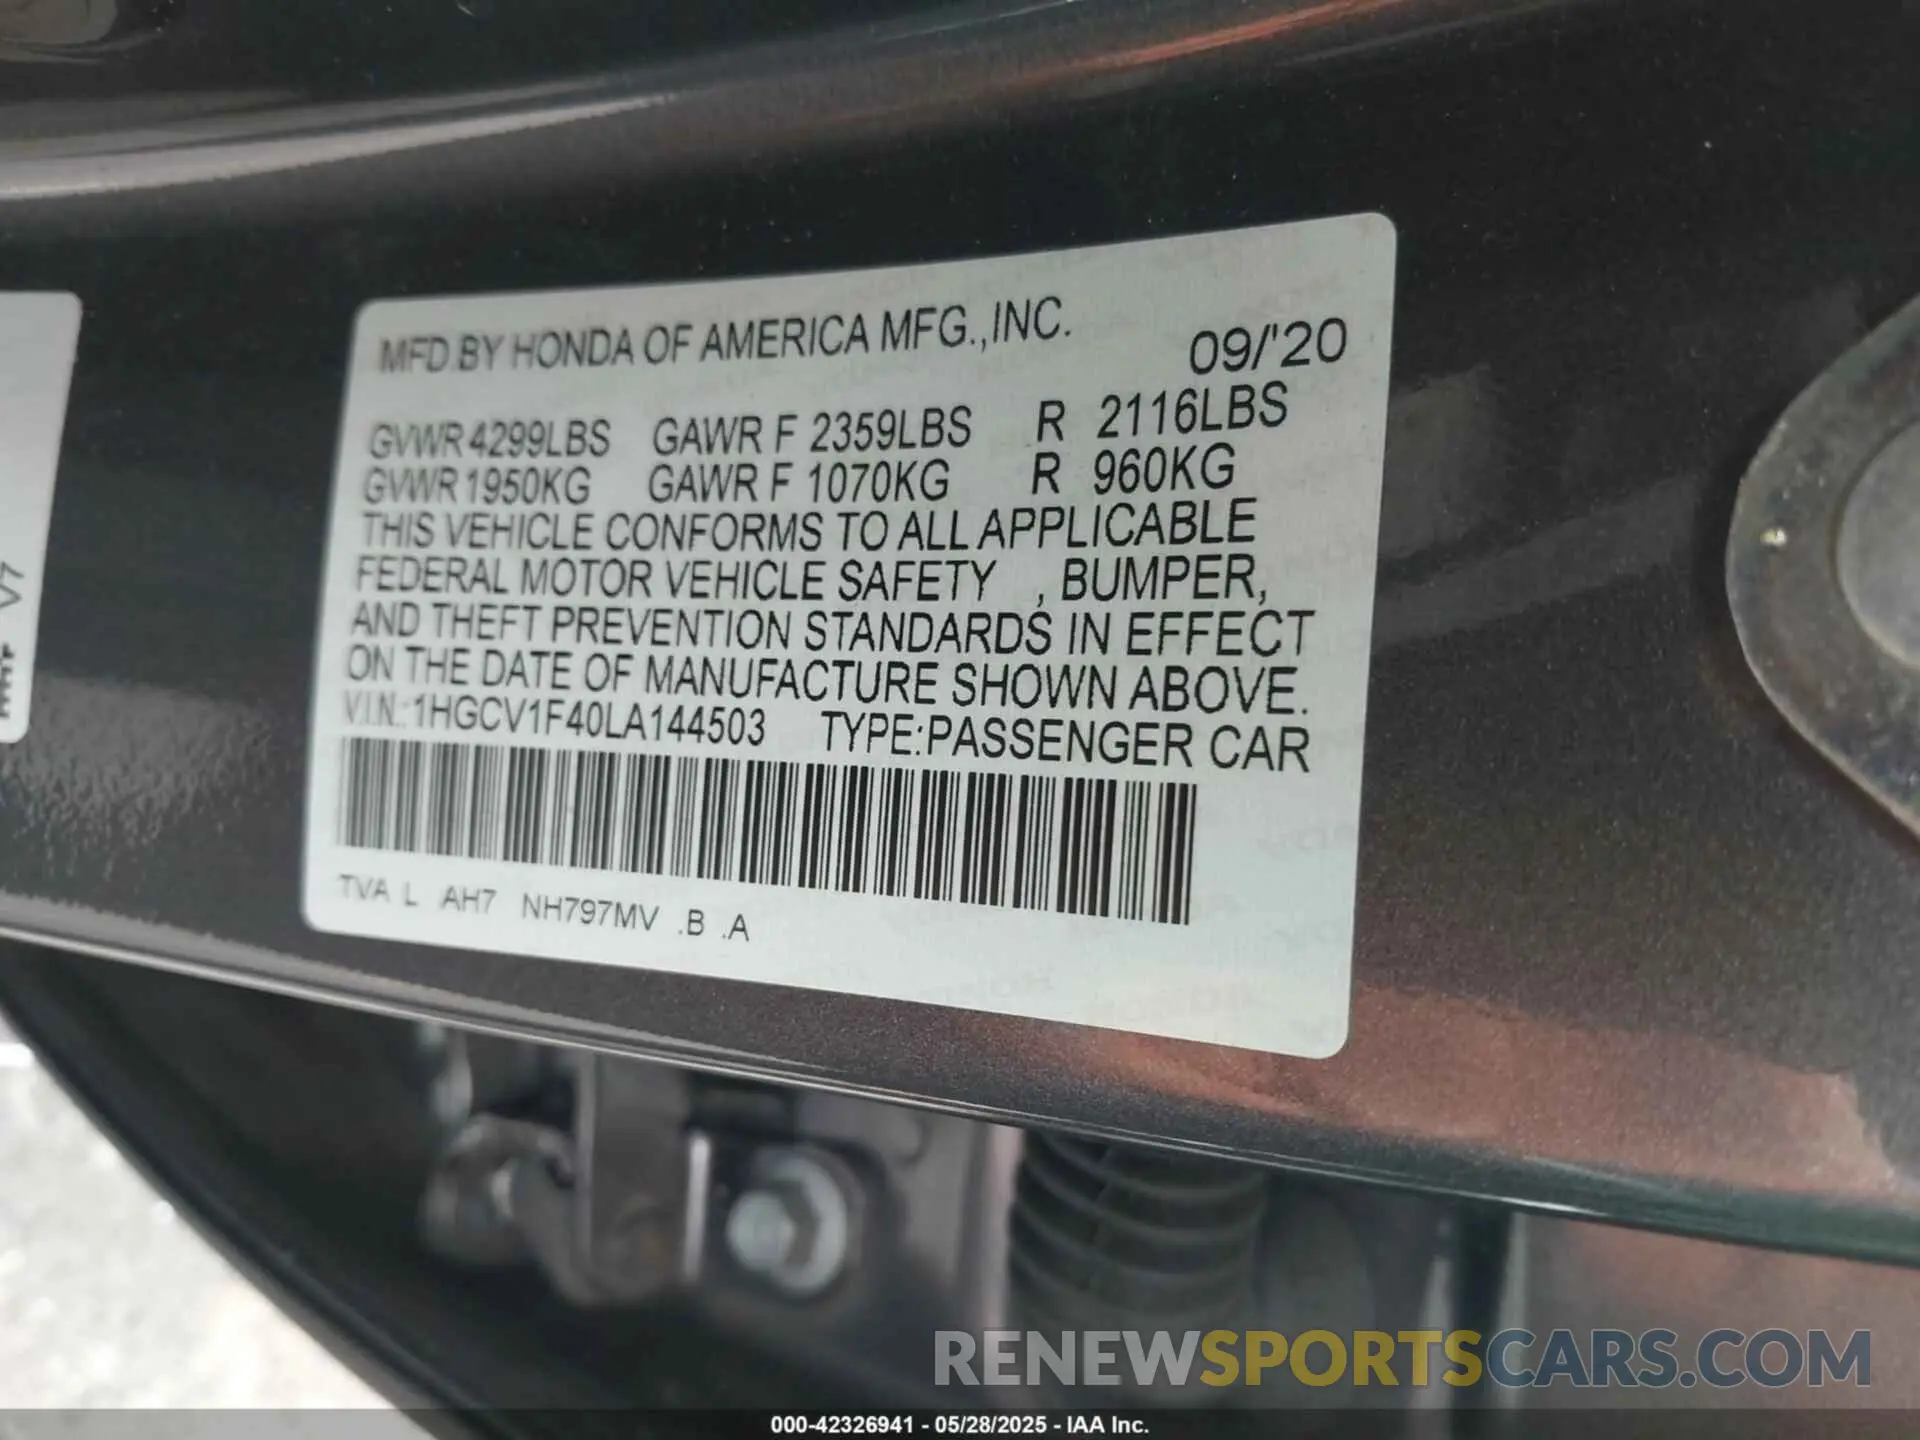 MFD.BY HONDA OF AMERICA MFG.,INC.
09/'20
GVWR 4299LBS GAWR F 2359LBS R 2116LBS
GVWR 1950KG GAWR F 1070KG R 960KG
THIS VEHICLE CONFORMS TO ALL APPLICABLE
FEDERAL MOTOR VEHICLE SAFETY , BUMPER,
AND THEFT PREVENTION STANDARDS IN EFFECT
ON THE DATE OF MANUFACTURE SHOWN ABOVE.
V.I.N.:1HGCV1F40LA144503 TYPE:PASSENGER CAR
TVA L AH7 NH797MV .B .A
V7
RENEWSPORTSCARS.COM
000-42326941 - 05/28/2025 - IAA Inc.